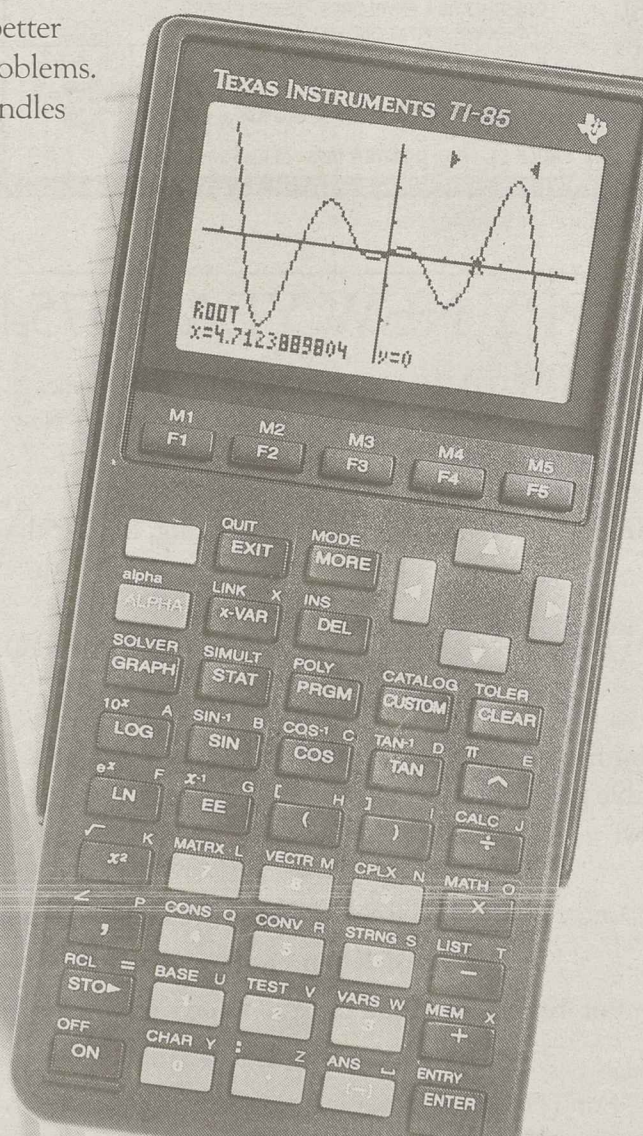 better
oblems.
ndles
TEXAS INSTRUMENTS TI-85
ROOT
x=4.7123889804 y=0
M1 M2 M3 M4 M5
F1 F2 F3 F4 F5
QUIT MODE
EXIT MORE
alpha LINK X INS
ALPHA x-VAR DEL
SOLVER SIMULT POLY CATALOG TOLER
GRAPH STAT PRGM CUSTOM CLEAR
10ˣ A SIN⁻¹ B COS⁻¹ C TAN⁻¹ D π E
LOG SIN COS TAN ^
eˣ F x⁻¹ G [ H ] I CALC J
LN EE ( ) ÷
√ K MATRX L VECTR M CPLX N MATH O
x² 7 8 9 ×
∠ P CONS Q CONV R STRNG S LIST T
, 4 5 6 −
RCL = BASE U TEST V VARS W MEM X
STO► 1 2 3 +
OFF CHAR Y : Z ANS ␣ ENTRY
ON 0 . (−) ENTER